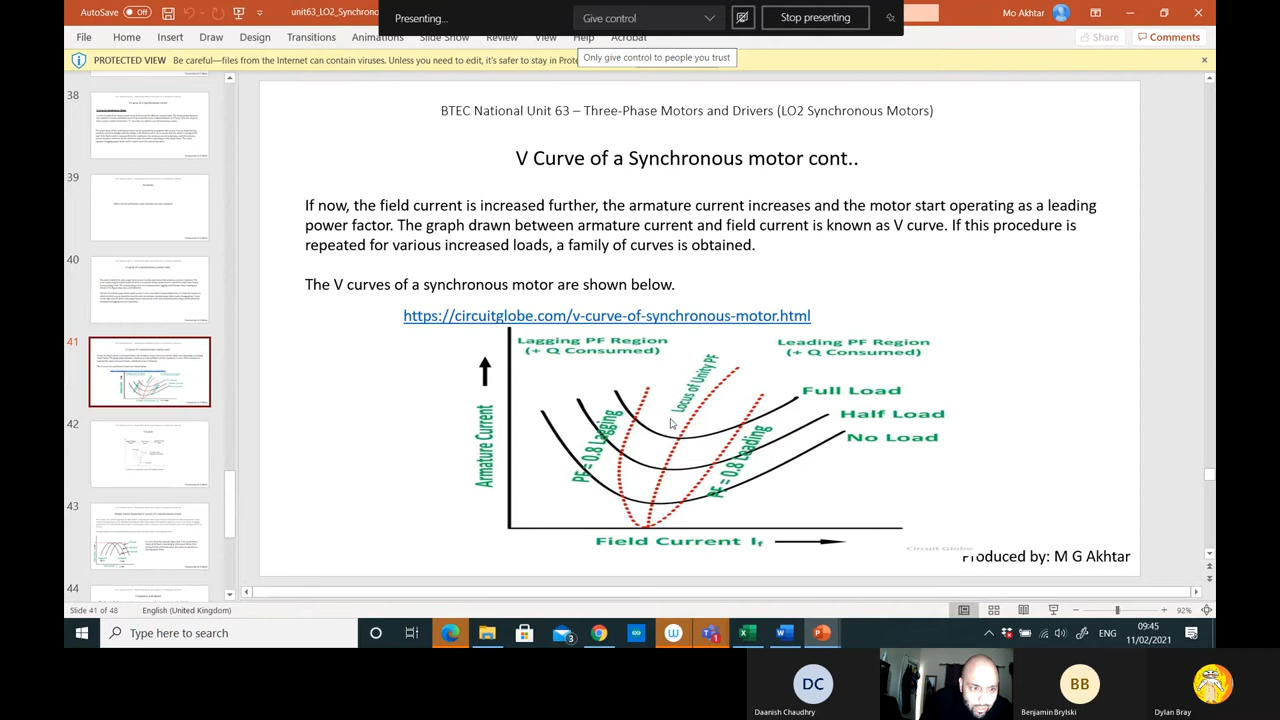 AutoSave Off
unit63_LO2_Synchrono
Presenting...
Give control
Stop presenting
Mo Akhtar
File Home Insert Draw Design Transitions Animations Slide Show Review View Help Acrobat
Share Comments
Only give control to people you trust
PROTECTED VIEW Be careful—files from the Internet can contain viruses. Unless you need to edit, it's safer to stay in Prote
38
39
40
41
42
43
44
BTEC National Unit 63 – Three-Phase Motors and Drivers (LO2 Synchronous Motors)
V Curve of a Synchronous motor cont..
If now, the field current is increased further, the armature current increases and the motor start operating as a leading
power factor. The graph drawn between armature current and field current is known as V curve. If this procedure is
repeated for various increased loads, a family of curves is obtained.
The V curves of a synchronous motor are shown below.
https://circuitglobe.com/v-curve-of-synchronous-motor.html
Lagging PF Region
(+ Q Consumed)
Leading PF Region
(+ Q Consumed)
Locus of Unity PF
Full Load
Half Load
No Load
Armature Current
PF = 0.8 Lagging
PF = 0.8 Leading
Field Current If
Circuit Globe
Produced by: M G Akhtar
Slide 41 of 48 English (United Kingdom)
92%
Type here to search
3
1
ENG
09:45
11/02/2021
DC
BB
Daanish Chaudhry
Benjamin Brylski
Dylan Bray